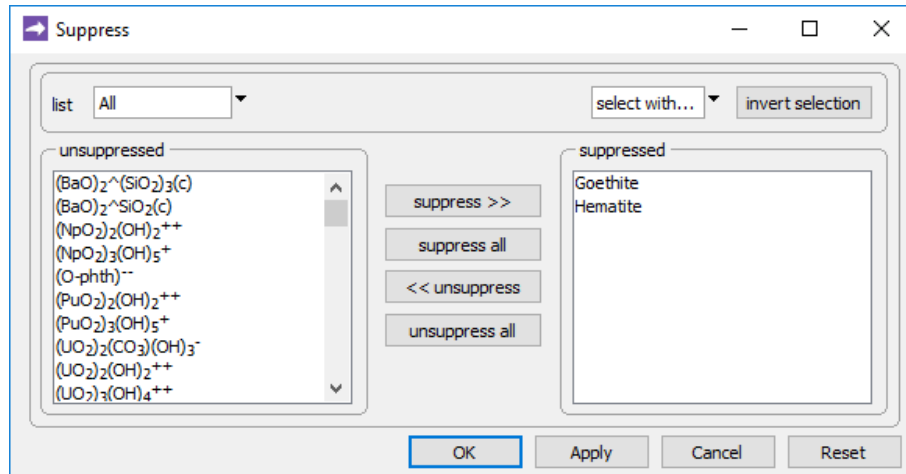 Suppress
list All select with... invert selection
unsuppressed
(BaO)₂^(SiO₂)₃(c)
(BaO)₂^SiO₂(c)
(NpO₂)₂(OH)₂⁺⁺
(NpO₂)₃(OH)₅⁺
(O-phth)⁻⁻
(PuO₂)₂(OH)₂⁺⁺
(PuO₂)₃(OH)₅⁺
(UO₂)₂(CO₃)(OH)₃⁻
(UO₂)₂(OH)₂⁺⁺
(UO₂)₃(OH)₄⁺⁺
suppress >>
suppress all
<< unsuppress
unsuppress all
suppressed
Goethite
Hematite
OK Apply Cancel Reset